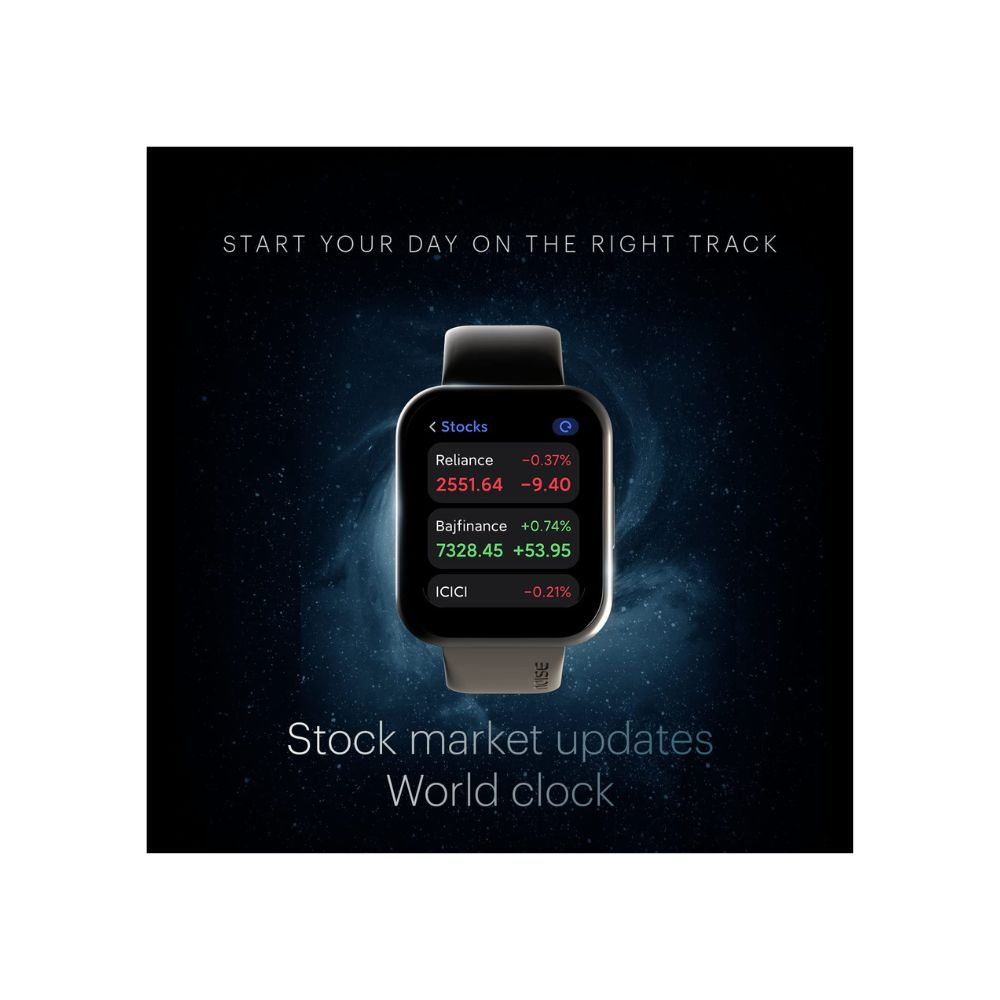 START YOUR DAY ON THE RIGHT TRACK
Stocks
Reliance −0.37%
2551.64 −9.40
Bajfinance +0.74%
7328.45 +53.95
ICICI −0.21%
Stock market updates
World clock